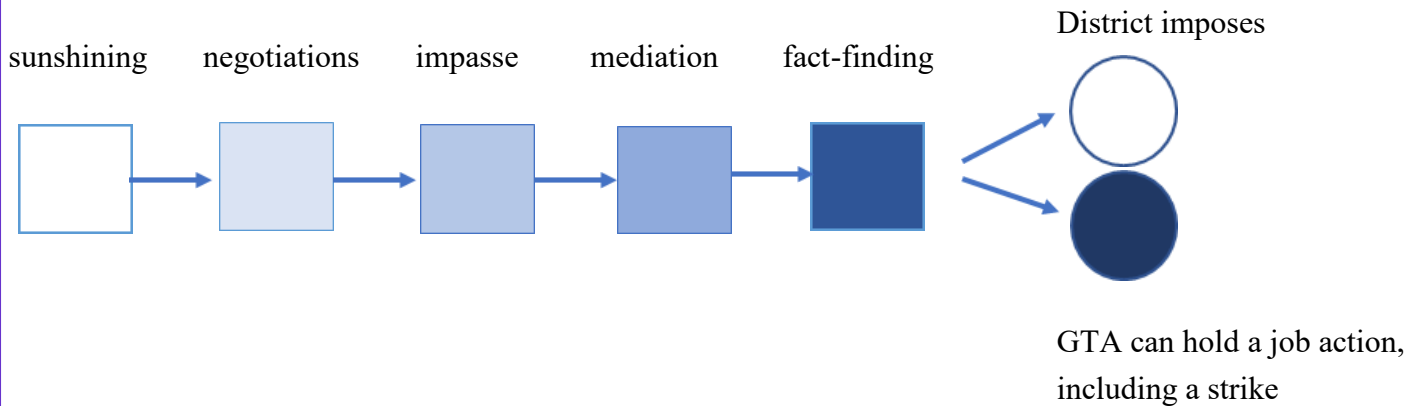 District imposes
sunshining negotiations impasse mediation fact-finding
GTA can hold a job action,
including a strike